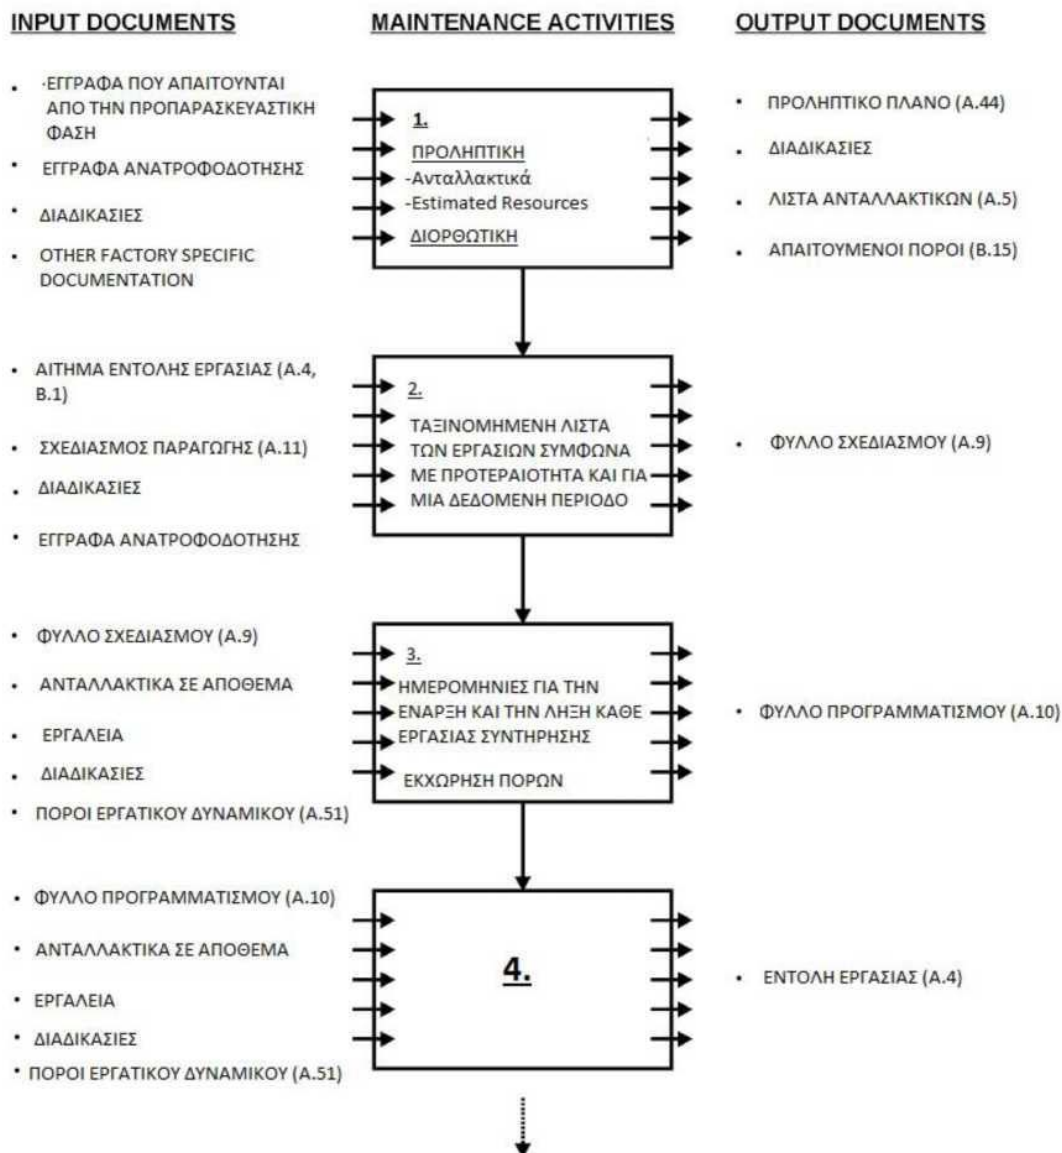 INPUT DOCUMENTS
MAINTENANCE ACTIVITIES
OUTPUT DOCUMENTS
• ·ΕΓΓΡΑΦΑ ΠΟΥ ΑΠΑΙΤΟΥΝΤΑΙ
ΑΠΟ ΤΗΝ ΠΡΟΠΑΡΑΣΚΕΥΑΣΤΙΚΗ
ΦΑΣΗ
• ΕΓΓΡΑΦΑ ΑΝΑΤΡΟΦΟΔΟΤΗΣΗΣ
• ΔΙΑΔΙΚΑΣΙΕΣ
• OTHER FACTORY SPECIFIC
DOCUMENTATION
1.
ΠΡΟΛΗΠΤΙΚΗ
-Ανταλλακτικά
-Estimated Resources
ΔΙΟΡΘΩΤΙΚΗ
• ΠΡΟΛΗΠΤΙΚΟ ΠΛΑΝΟ (Α.44)
• ΔΙΑΔΙΚΑΣΙΕΣ
• ΛΙΣΤΑ ΑΝΤΑΛΛΑΚΤΙΚΩΝ (Α.5)
• ΑΠΑΙΤΟΥΜΕΝΟΙ ΠΟΡΟΙ (Β.15)
• ΑΙΤΗΜΑ ΕΝΤΟΛΗΣ ΕΡΓΑΣΙΑΣ (Α.4,
Β.1)
• ΣΧΕΔΙΑΣΜΟΣ ΠΑΡΑΓΩΓΗΣ (Α.11)
• ΔΙΑΔΙΚΑΣΙΕΣ
• ΕΓΓΡΑΦΑ ΑΝΑΤΡΟΦΟΔΟΤΗΣΗΣ
2.
ΤΑΞΙΝΟΜΗΜΕΝΗ ΛΙΣΤΑ
ΤΩΝ ΕΡΓΑΣΙΩΝ ΣΥΜΦΩΝΑ
ΜΕ ΠΡΟΤΕΡΑΙΟΤΗΤΑ ΚΑΙ ΓΙΑ
ΜΙΑ ΔΕΔΟΜΕΝΗ ΠΕΡΙΟΔΟ
• ΦΥΛΛΟ ΣΧΕΔΙΑΣΜΟΥ (Α.9)
• ΦΥΛΛΟ ΣΧΕΔΙΑΣΜΟΥ (Α.9)
• ΑΝΤΑΛΛΑΚΤΙΚΑ ΣΕ ΑΠΟΘΕΜΑ
• ΕΡΓΑΛΕΙΑ
• ΔΙΑΔΙΚΑΣΙΕΣ
• ΠΟΡΟΙ ΕΡΓΑΤΙΚΟΥ ΔΥΝΑΜΙΚΟΥ (Α.51)
3.
ΗΜΕΡΟΜΗΝΙΕΣ ΓΙΑ ΤΗΝ
ΕΝΑΡΞΗ ΚΑΙ ΤΗΝ ΛΗΞΗ ΚΑΘΕ
ΕΡΓΑΣΙΑΣ ΣΥΝΤΗΡΗΣΗΣ
ΕΚΧΩΡΗΣΗ ΠΟΡΩΝ
• ΦΥΛΛΟ ΠΡΟΓΡΑΜΜΑΤΙΣΜΟΥ (Α.10)
• ΦΥΛΛΟ ΠΡΟΓΡΑΜΜΑΤΙΣΜΟΥ (Α.10)
• ΑΝΤΑΛΛΑΚΤΙΚΑ ΣΕ ΑΠΟΘΕΜΑ
• ΕΡΓΑΛΕΙΑ
• ΔΙΑΔΙΚΑΣΙΕΣ
• ΠΟΡΟΙ ΕΡΓΑΤΙΚΟΥ ΔΥΝΑΜΙΚΟΥ (Α.51)
4.
• ΕΝΤΟΛΗ ΕΡΓΑΣΙΑΣ (Α.4)